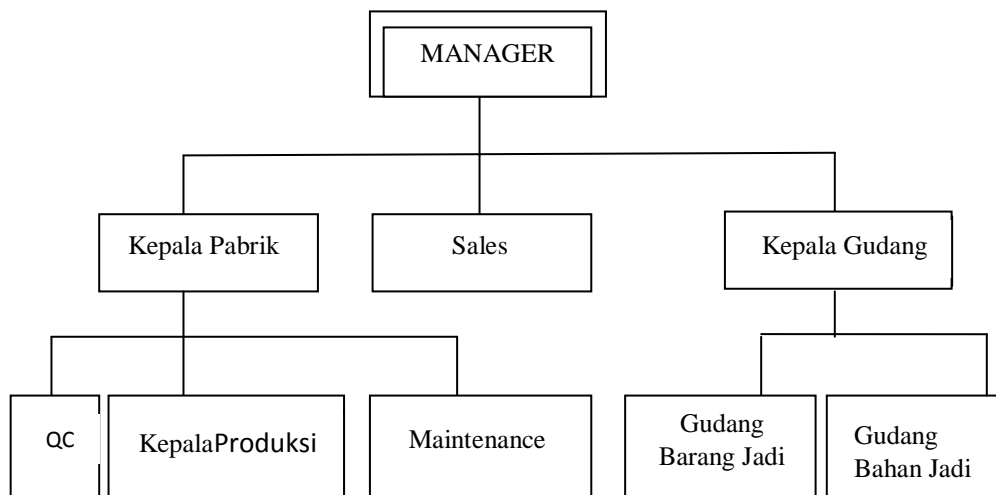 MANAGER
Kepala Pabrik
Sales
Kepala Gudang
QC
KepalaProduksi
Maintenance
Gudang
Barang Jadi
Gudang
Bahan Jadi